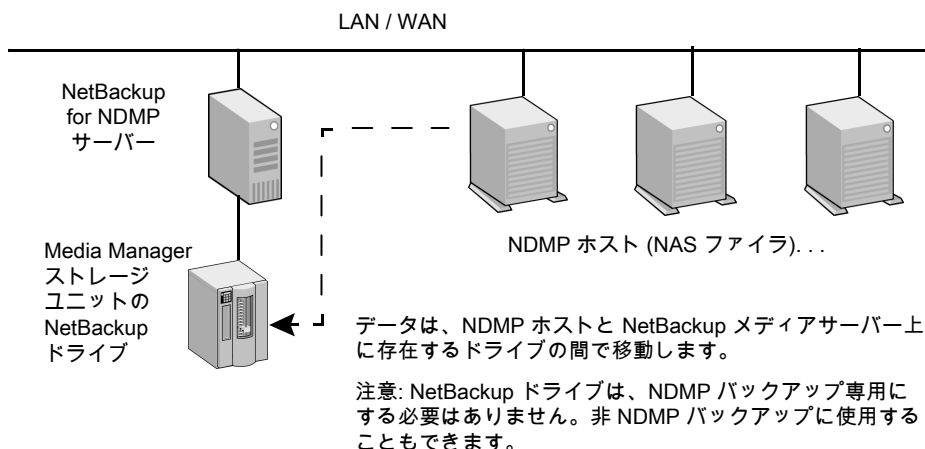 LAN / WAN
NetBackup
for NDMP
サーバー
Media Manager
ストレージ
ユニットの
NetBackup
ドライブ
NDMP ホスト (NAS ファイラ). . .
データは、NDMP ホストと NetBackup メディアサーバー上
に存在するドライブの間で移動します。
注意: NetBackup ドライブは、NDMP バックアップ専用に
する必要はありません。非 NDMP バックアップに使用する
こともできます。